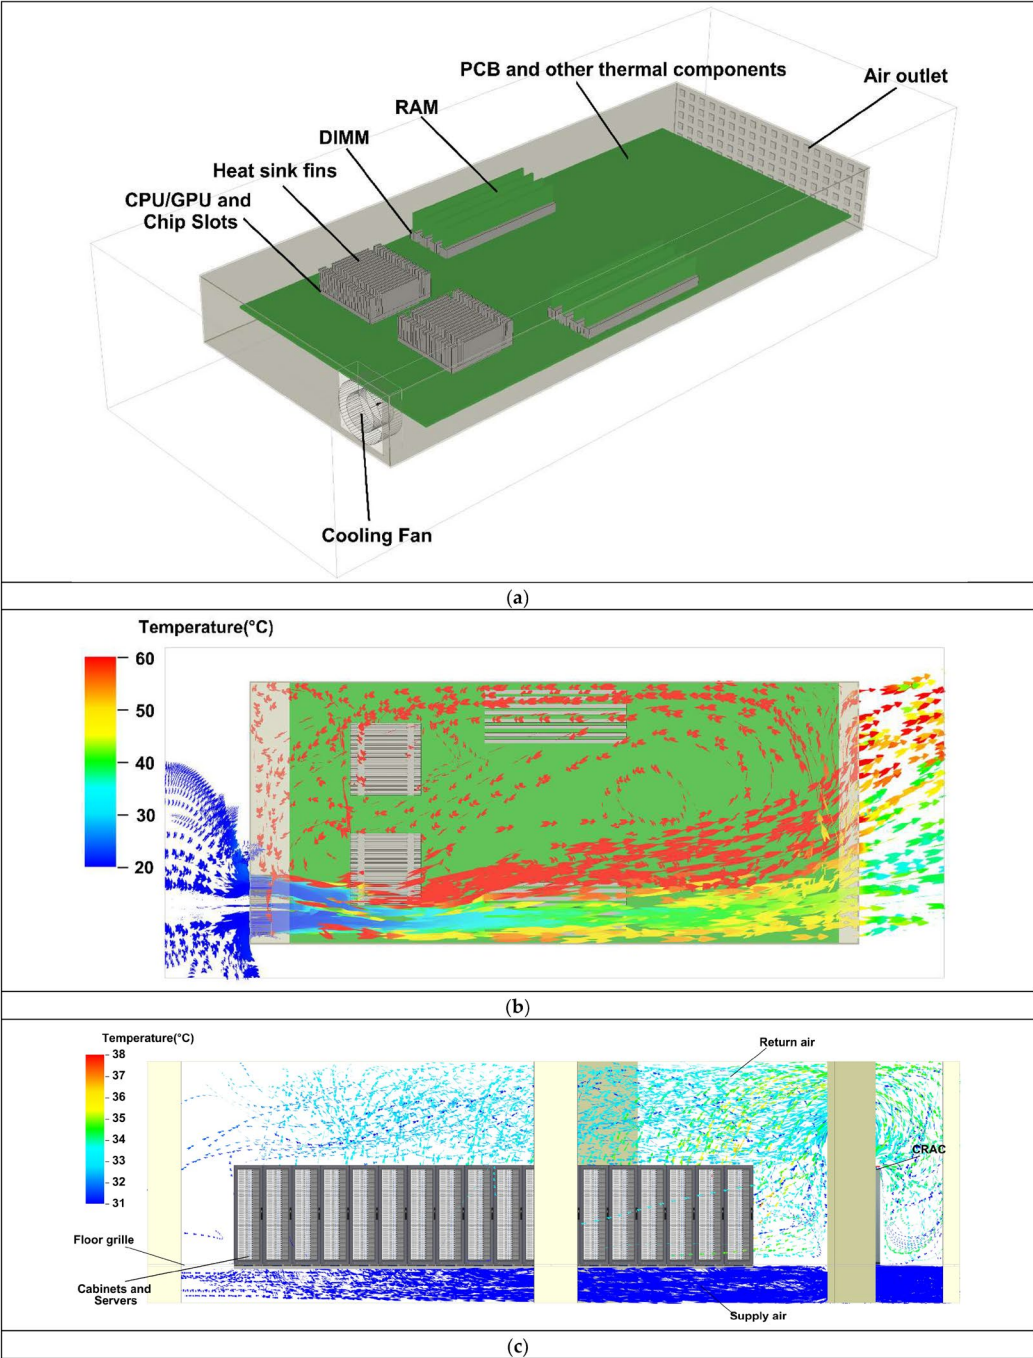 PCB and other thermal components
Air outlet
RAM
DIMM
Heat sink fins
CPU/GPU and
Chip Slots
Cooling Fan
(a)
Temperature(°C)
60
50
40
30
20
(b)
Temperature(°C)
38
37
36
35
34
33
32
31
Return air
CRAC
Floor grille
Cabinets and
Servers
Supply air
(c)